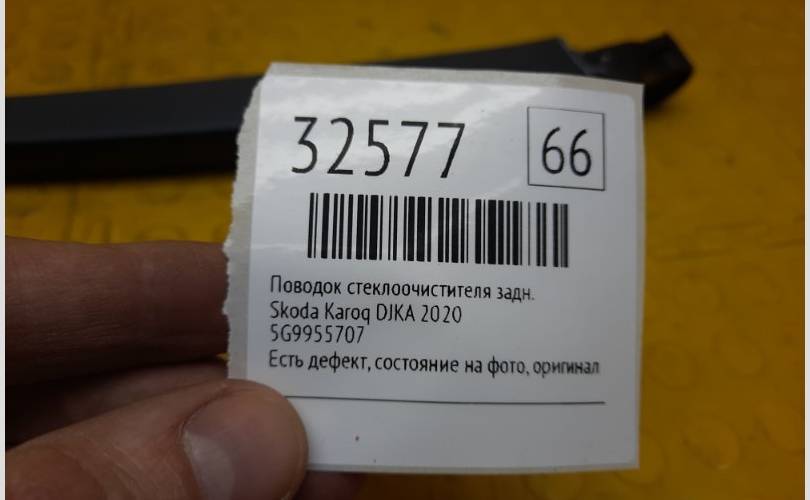 32577 66
Поводок стеклоочистителя задн.
Skoda Karoq DJKA 2020
5G9955707
Есть дефект, состояние на фото, оригинал